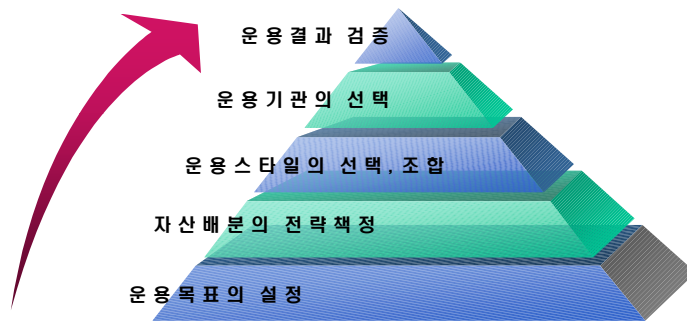 운용결과 검증
운용기관의 선택
운용스타일의 선택, 조합
자산배분의 전략책정
운용목표의 설정